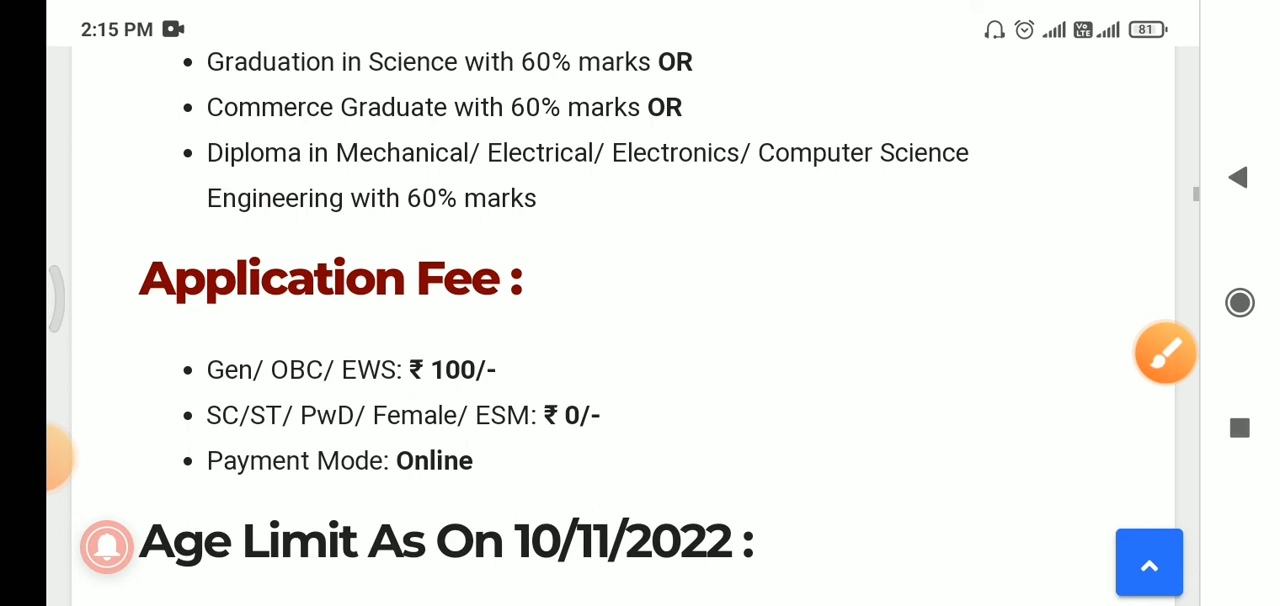 2:15 PM
Vo LTE
81
Graduation in Science with 60% marks OR
Commerce Graduate with 60% marks OR
Diploma in Mechanical/ Electrical/ Electronics/ Computer Science
Engineering with 60% marks
Application Fee :
Gen/ OBC/ EWS: ₹ 100/-
SC/ST/ PwD/ Female/ ESM: ₹ 0/-
Payment Mode: Online
Age Limit As On 10/11/2022 :